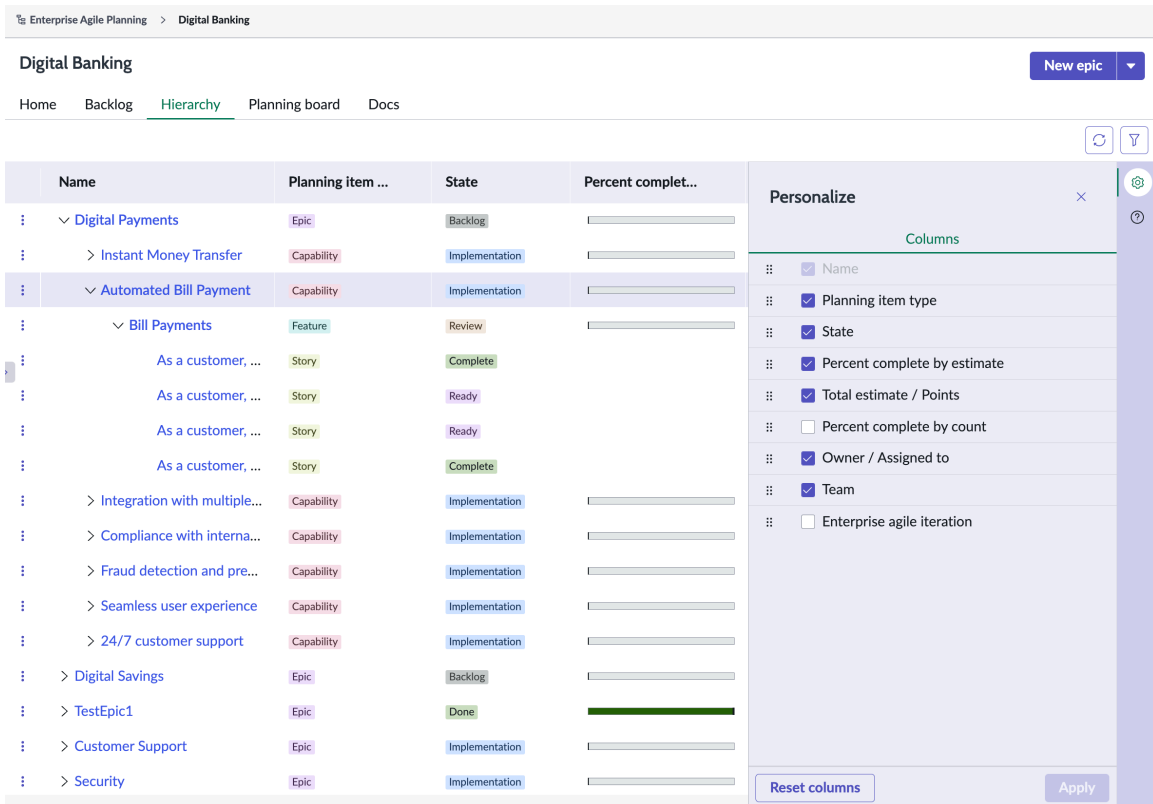 Enterprise Agile Planning > Digital Banking
Digital Banking
New epic
Home Backlog Hierarchy Planning board Docs
Name Planning item ... State Percent complet...
Digital Payments Epic Backlog
Instant Money Transfer Capability Implementation
Automated Bill Payment Capability Implementation
Bill Payments Feature Review
As a customer, ... Story Complete
As a customer, ... Story Ready
As a customer, ... Story Ready
As a customer, ... Story Complete
Integration with multiple... Capability Implementation
Compliance with interna... Capability Implementation
Fraud detection and pre... Capability Implementation
Seamless user experience Capability Implementation
24/7 customer support Capability Implementation
Digital Savings Epic Backlog
TestEpic1 Epic Done
Customer Support Epic Implementation
Security Epic Implementation
Personalize
Columns
Name
Planning item type
State
Percent complete by estimate
Total estimate / Points
Percent complete by count
Owner / Assigned to
Team
Enterprise agile iteration
Reset columns Apply